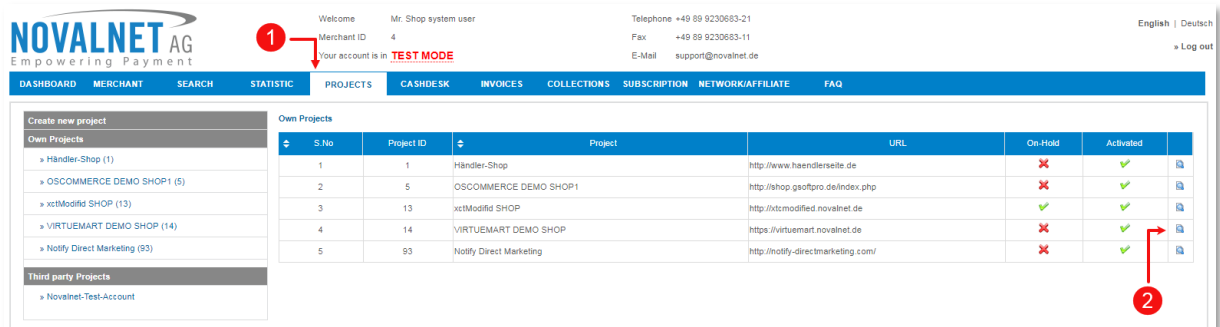 NOVALNET AG
Empowering Payment
Welcome Mr. Shop system user
Merchant ID 4
Your account is in TEST MODE
Telephone +49 89 9230683-21
Fax +49 89 9230683-11
E-Mail support@novalnet.de
English | Deutsch
» Log out
1
DASHBOARD MERCHANT SEARCH STATISTIC PROJECTS CASHDESK INVOICES COLLECTIONS SUBSCRIPTION NETWORK/AFFILIATE FAQ
Create new project
Own Projects
» Händler-Shop (1)
» OSCOMMERCE DEMO SHOP1 (5)
» xctModifid SHOP (13)
» VIRTUEMART DEMO SHOP (14)
» Notify Direct Marketing (93)
Third party Projects
» Novalnet-Test-Account
Own Projects
S.No Project ID Project URL On-Hold Activated
1 1 Händler-Shop http://www.haendlerseite.de
2 5 OSCOMMERCE DEMO SHOP1 http://shop.gsoftpro.de/index.php
3 13 xctModifid SHOP http://xtcmodified.novalnet.de
4 14 VIRTUEMART DEMO SHOP https://virtuemart.novalnet.de
5 93 Notify Direct Marketing http://notify-directmarketing.com/
2